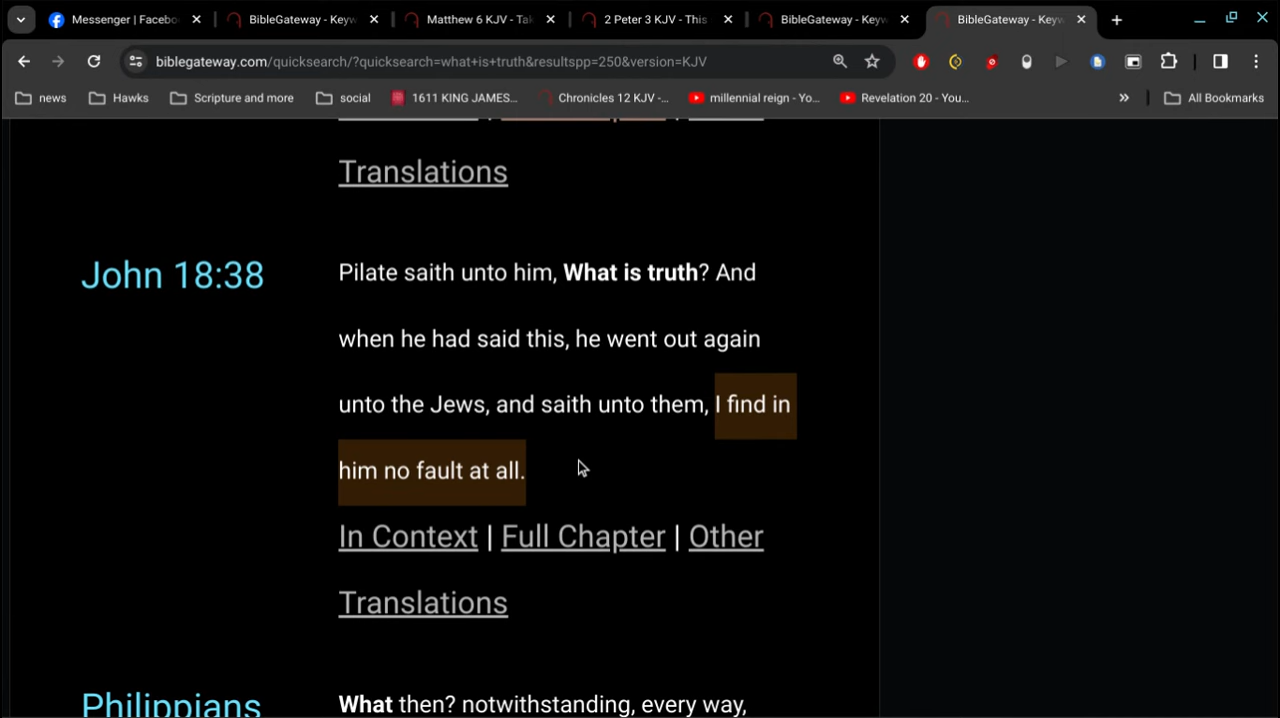 Messenger | Facebo
BibleGateway - Keyw
Matthew 6 KJV - Tak
2 Peter 3 KJV - This
BibleGateway - Keyw
BibleGateway - Keyw
biblegateway.com/quicksearch/?quicksearch=what+is+truth&resultspp=250&version=KJV
news
Hawks
Scripture and more
social
1611 KING JAMES...
Chronicles 12 KJV -...
millennial reign - Yo...
Revelation 20 - You...
All Bookmarks
Translations
John 18:38
Pilate saith unto him, What is truth? And
when he had said this, he went out again
unto the Jews, and saith unto them, I find in
him no fault at all.
In Context | Full Chapter | Other
Translations
Philippians
What then? notwithstanding, every way,